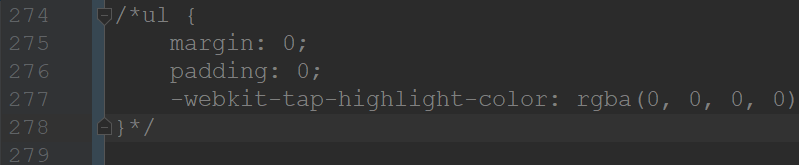 274 /*ul {
275     margin: 0;
276     padding: 0;
277     -webkit-tap-highlight-color: rgba(0, 0, 0, 0)
278 }*/
279